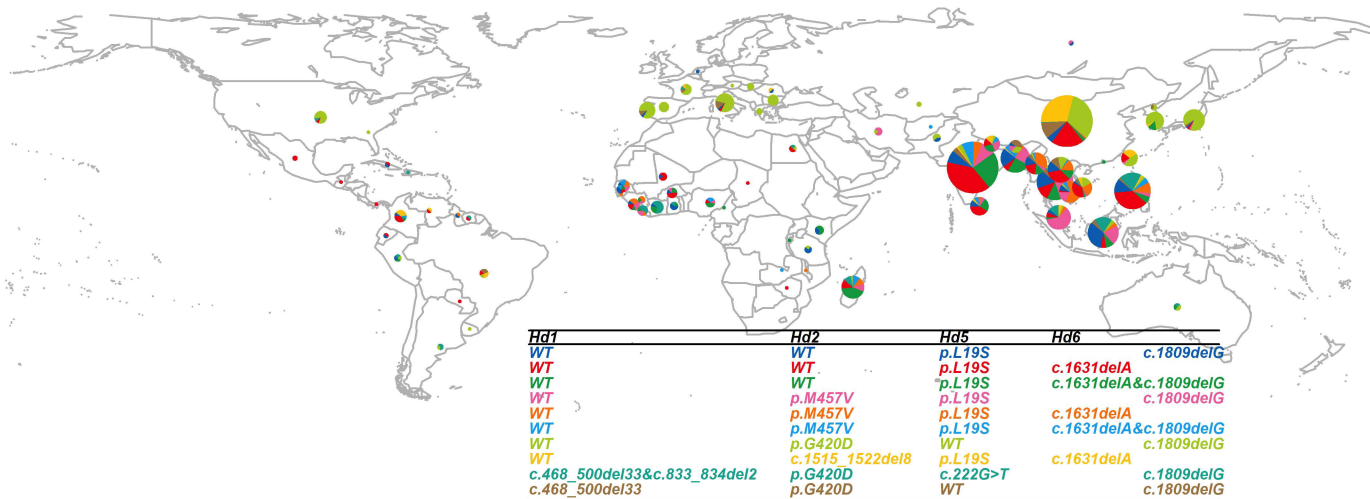 Hd1 Hd2 Hd5 Hd6
WT WT p.L19S c.1809delG
WT WT p.L19S c.1631delA
WT WT p.L19S c.1631delA&c.1809delG
WT p.M457V p.L19S c.1809delG
WT p.M457V p.L19S c.1631delA
WT p.M457V p.L19S c.1631delA&c.1809delG
WT p.G420D WT c.1809delG
WT c.1515_1522del8 p.L19S c.1631delA
c.468_500del33&c.833_834del2 p.G420D c.222G>T c.1809delG
c.468_500del33 p.G420D WT c.1809delG